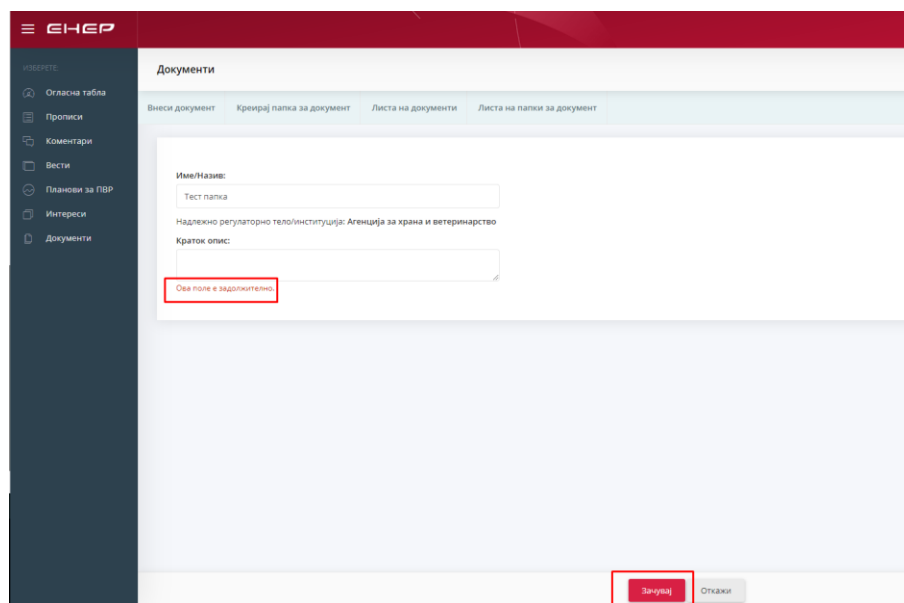 ЕНЕР
ИЗБЕРЕТЕ:
Огласна табла
Прописи
Коментари
Вести
Планови за ПВР
Интереси
Документи
Документи
Внеси документ Креирај папка за документ Листа на документи Листа на папки за документ
Име/Назив:
Тест папка
Надлежно регулаторно тело/институција: Агенција за храна и ветеринарство
Краток опис:
Ова поле е задолжително.
Зачувај Откажи